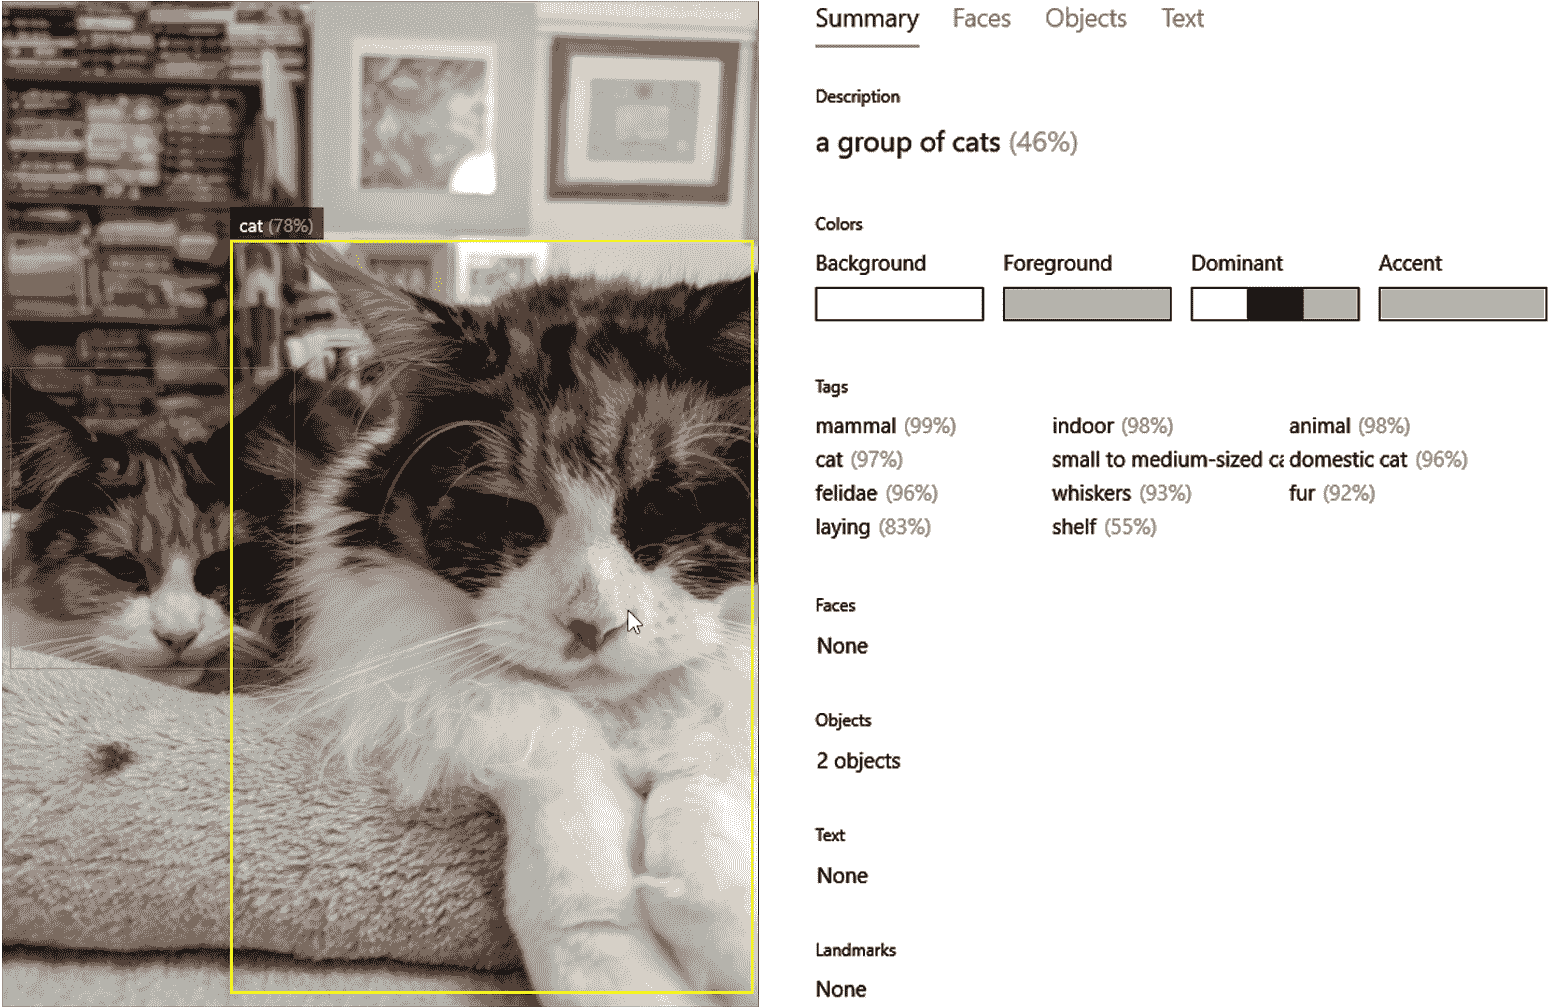 cat (78%)
Summary Faces Objects Text
Description
a group of cats (46%)
Colors
Background Foreground Dominant Accent
Tags
mammal (99%) indoor (98%) animal (98%)
cat (97%) small to medium-sized ca domestic cat (96%)
felidae (96%) whiskers (93%) fur (92%)
laying (83%) shelf (55%)
Faces
None
Objects
2 objects
Text
None
Landmarks
None